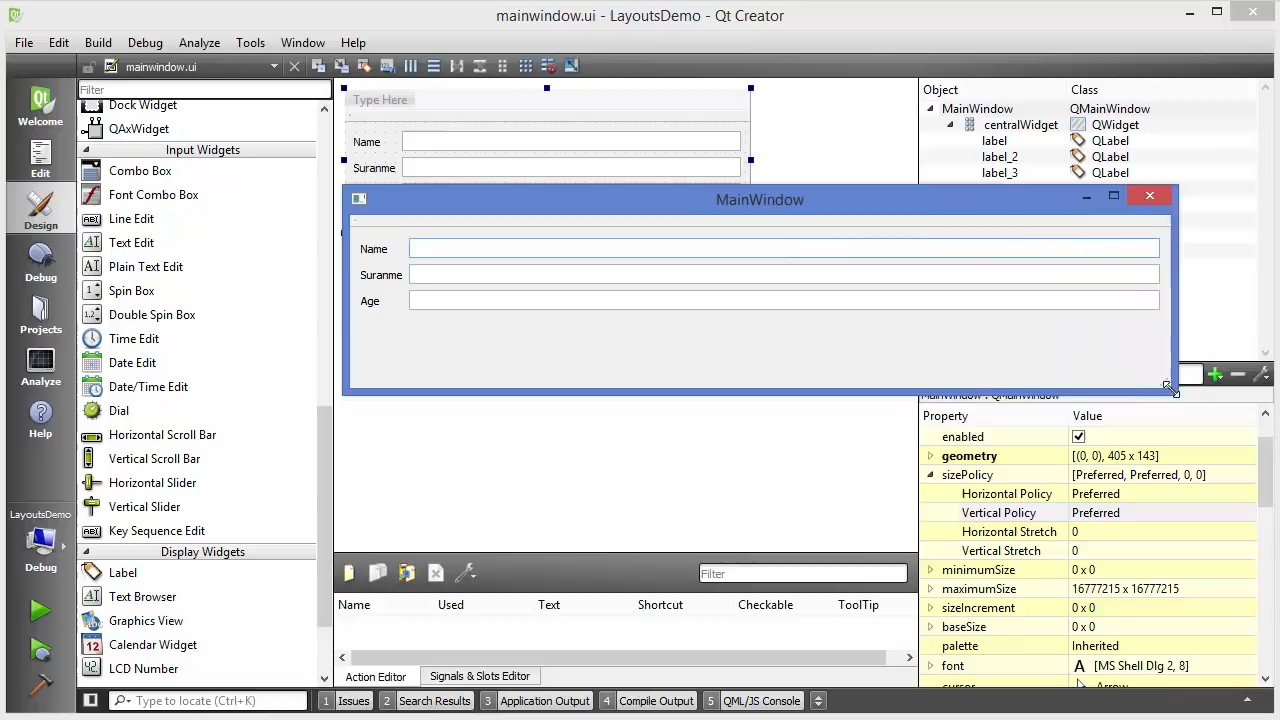 mainwindow.ui - LayoutsDemo - Qt Creator
File Edit Build Debug Analyze Tools Window Help
mainwindow.ui
Filter
Dock Widget
QAxWidget
Input Widgets
Combo Box
Font Combo Box
Line Edit
Text Edit
Plain Text Edit
Spin Box
Double Spin Box
Time Edit
Date Edit
Date/Time Edit
Dial
Horizontal Scroll Bar
Vertical Scroll Bar
Horizontal Slider
Vertical Slider
Key Sequence Edit
Display Widgets
Label
Text Browser
Graphics View
Calendar Widget
LCD Number
Welcome
Edit
Design
Debug
Projects
Analyze
Help
LayoutsDemo
Debug
Type Here
Name
Suranme
MainWindow
Name
Suranme
Age
Object Class
MainWindow QMainWindow
centralWidget QWidget
label QLabel
label_2 QLabel
label_3 QLabel
MainWindow : QMainWindow
Property Value
enabled
geometry [(0, 0), 405 x 143]
sizePolicy [Preferred, Preferred, 0, 0]
Horizontal Policy Preferred
Vertical Policy Preferred
Horizontal Stretch 0
Vertical Stretch 0
minimumSize 0 x 0
maximumSize 16777215 x 16777215
sizeIncrement 0 x 0
baseSize 0 x 0
palette Inherited
font A [MS Shell Dlg 2, 8]
cursor Arrow
Filter
Name Used Text Shortcut Checkable ToolTip
Action Editor Signals & Slots Editor
Type to locate (Ctrl+K)
1 Issues 2 Search Results 3 Application Output 4 Compile Output 5 QML/JS Console